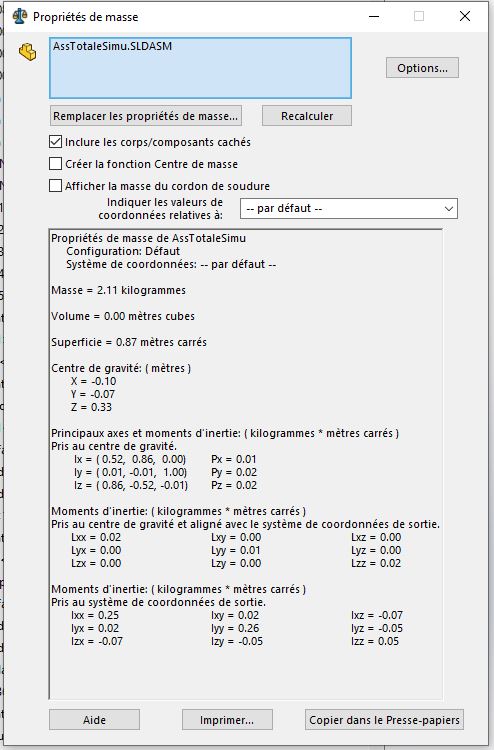 Propriétés de masse
AssTotaleSimu.SLDASM
Options...
Remplacer les propriétés de masse...
Recalculer
Inclure les corps/composants cachés
Créer la fonction Centre de masse
Afficher la masse du cordon de soudure
Indiquer les valeurs de
coordonnées relatives à:
-- par défaut --
Propriétés de masse de AssTotaleSimu
Configuration: Défaut
Système de coordonnées: -- par défaut --
Masse = 2.11 kilogrammes
Volume = 0.00 mètres cubes
Superficie = 0.87 mètres carrés
Centre de gravité: ( mètres )
X = -0.10
Y = -0.07
Z = 0.33
Principaux axes et moments d'inertie: ( kilogrammes * mètres carrés )
Pris au centre de gravité.
Ix = ( 0.52, 0.86, 0.00) Px = 0.01
Iy = ( 0.01, -0.01, 1.00) Py = 0.02
Iz = ( 0.86, -0.52, -0.01) Pz = 0.02
Moments d'inertie: ( kilogrammes * mètres carrés )
Pris au centre de gravité et aligné avec le système de coordonnées de sortie.
Lxx = 0.02 Lxy = 0.00 Lxz = 0.00
Lyx = 0.00 Lyy = 0.01 Lyz = 0.00
Lzx = 0.00 Lzy = 0.00 Lzz = 0.02
Moments d'inertie: ( kilogrammes * mètres carrés )
Pris au système de coordonnées de sortie.
Ixx = 0.25 Ixy = 0.02 Ixz = -0.07
Iyx = 0.02 Iyy = 0.26 Iyz = -0.05
Izx = -0.07 Izy = -0.05 Izz = 0.05
Aide
Imprimer...
Copier dans le Presse-papiers